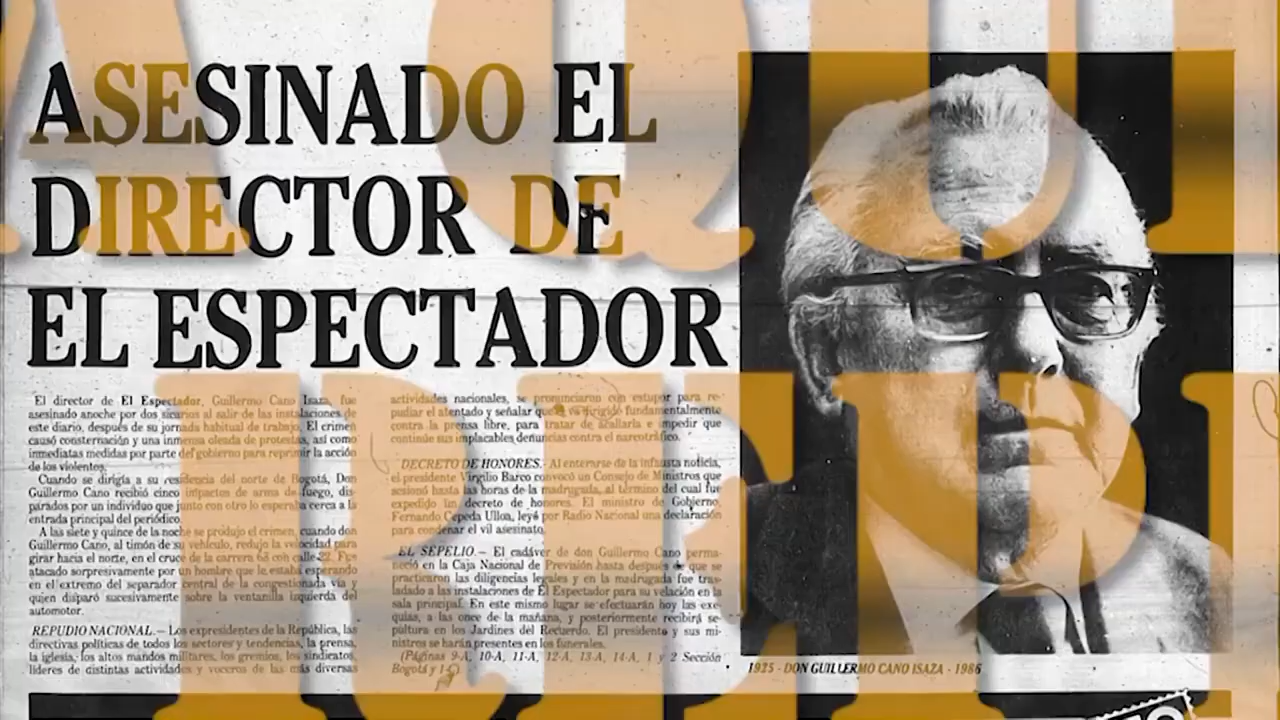 A QUI
ASESINADO EL
DIRECTOR DE
EL ESPECTADOR
El director de El Espectador, Guillermo Cano Isaza, fue
asesinado anoche por dos sicarios al salir de las instalaciones de
este diario, después de su jornada habitual de trabajo. El crimen
causó consternación y una inmensa oleada de protestas, así como
inmediatas medidas por parte del gobierno para reprimir la acción
de los violentos.
Cuando se dirigía a su residencia del norte de Bogotá, Don
Guillermo Cano recibió cinco impactos de arma de fuego, dis-
parados por un individuo que junto con otro lo esperaba cerca a la
entrada principal del periódico.
A las siete y quince de la noche se produjo el crimen, cuando don
Guillermo Cano, al timón de su vehículo, redujo la velocidad para
girar hacia el norte, en el cruce de la carrera 68 con calle 22. Fue
atacado sorpresivamente por un hombre que le estaba esperando
en el extremo del separador central de la congestionada vía y
quien disparó sucesivamente sobre la ventanilla izquierda del
automotor.
REPUDIO NACIONAL.— Los expresidentes de la República, las
directivas políticas de todos los sectores y tendencias, la prensa,
la iglesia, los altos mandos militares, los gremios, los sindicatos,
líderes de distintas actividades y voceros de las más diversas
actividades nacionales, se pronunciaron con estupor para re-
pudiar el atentado y señalar que va dirigido fundamentalmente
contra la prensa libre, para tratar de acallarla e impedir que
continúe sus implacables denuncias contra el narcotráfico.
DECRETO DE HONORES.- Al enterarse de la infausta noticia,
el presidente Virgilio Barco convocó un Consejo de Ministros que
sesionó hasta las horas de la madrugada, al término del cual fue
expedido un decreto de honores. El ministro de Gobierno,
Fernando Cepeda Ulloa, leyó por Radio Nacional una declaración
para condenar el vil asesinato.
EL SEPELIO.— El cadáver de don Guillermo Cano perma-
neció en la Caja Nacional de Previsión hasta después de que se
practicaron las diligencias legales y en la madrugada fue tras-
ladado a las instalaciones de El Espectador para su velación en la
sala principal. En este mismo lugar se efectuarán hoy las exe-
quias, a las once de la mañana, y posteriormente recibirá se-
pultura en los Jardines del Recuerdo. El presidente y sus mi-
nistros se harán presentes en los funerales.
(Páginas 9-A, 10-A, 11-A, 12-A, 13-A, 14-A, 1 y 2 Sección
Bogotá y 1-C)
1925 - DON GUILLERMO CANO ISAZA - 1986